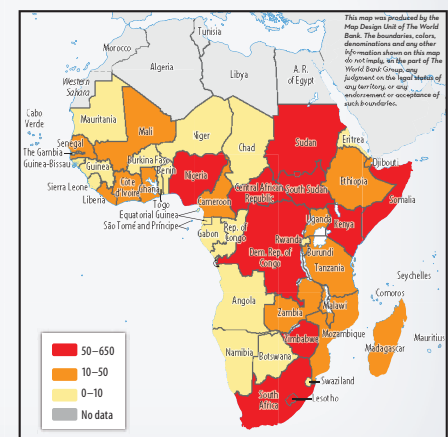 This map was produced by the
Map Design Unit of The World
Bank. The boundaries, colors,
denominations and any other
information shown on this map
do not imply, on the part of The
World Bank Group, any
judgment on the legal status of
any territory, or any
endorsement or acceptance of
such boundaries.
Tunisia
Morocco
Algeria
Libya
A. R.
of Egypt
Western
Sahara
Cabo
Verde
Mauritania
Mali
Niger
Chad
Sudan
Eritrea
Senegal
The Gambia
Guinea-Bissau
Guinea
Burkina Faso
Benin
Nigeria
Djibouti
Sierra Leone
Cote
d'Ivoire
Ghana
Liberia
Togo
Cameroon
Central African
Republic
South Sudan
Ethiopia
Somalia
Equatorial Guinea
São Tomé and Príncipe
Gabon
Rep. of
Congo
Uganda
Kenya
Rwanda
Burundi
Dem. Rep. of
Congo
Tanzania
Seychelles
Comoros
Angola
Zambia
Malawi
Mozambique
Zimbabwe
Madagascar
Mauritius
Namibia
Botswana
Swaziland
Lesotho
South
Africa
50–650
10–50
0–10
No data